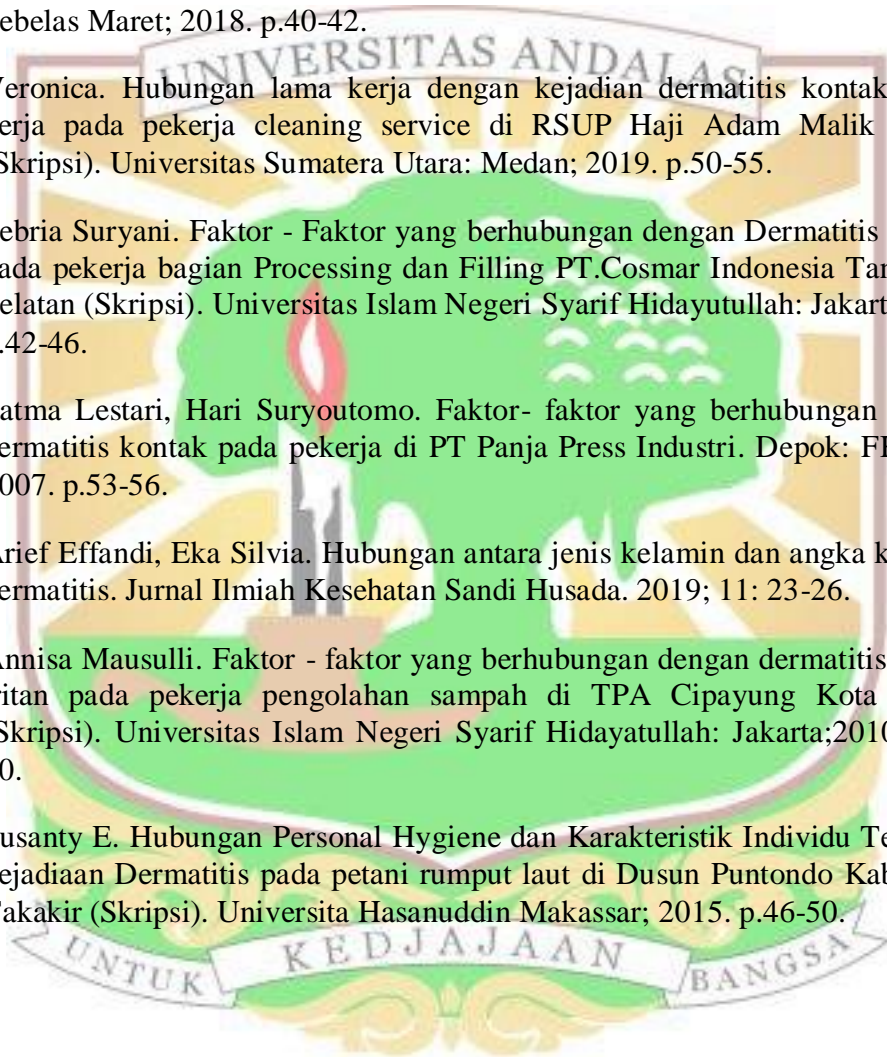 ebelas Maret; 2018. p.40-42.
UNIVERSITAS ANDALAS
Veronica. Hubungan lama kerja dengan kejadian dermatitis kontak
erja pada pekerja cleaning service di RSUP Haji Adam Malik
Skripsi). Universitas Sumatera Utara: Medan; 2019. p.50-55.
ebria Suryani. Faktor - Faktor yang berhubungan dengan Dermatitis
ada pekerja bagian Processing dan Filling PT.Cosmar Indonesia Tan
elatan (Skripsi). Universitas Islam Negeri Syarif Hidayutullah: Jakart
.42-46.
atma Lestari, Hari Suryoutomo. Faktor- faktor yang berhubungan
ermatitis kontak pada pekerja di PT Panja Press Industri. Depok: FK
007. p.53-56.
Arief Effandi, Eka Silvia. Hubungan antara jenis kelamin dan angka k
ermatitis. Jurnal Ilmiah Kesehatan Sandi Husada. 2019; 11: 23-26.
Annisa Mausulli. Faktor - faktor yang berhubungan dengan dermatitis
ritan pada pekerja pengolahan sampah di TPA Cipayung Kota
Skripsi). Universitas Islam Negeri Syarif Hidayatullah: Jakarta;2010
0.
usanty E. Hubungan Personal Hygiene dan Karakteristik Individu Te
ejadiaan Dermatitis pada petani rumput laut di Dusun Puntondo Kab
Takakir (Skripsi). Universita Hasanuddin Makassar; 2015. p.46-50.
UNTUK KEDJAJAAN BANGSA